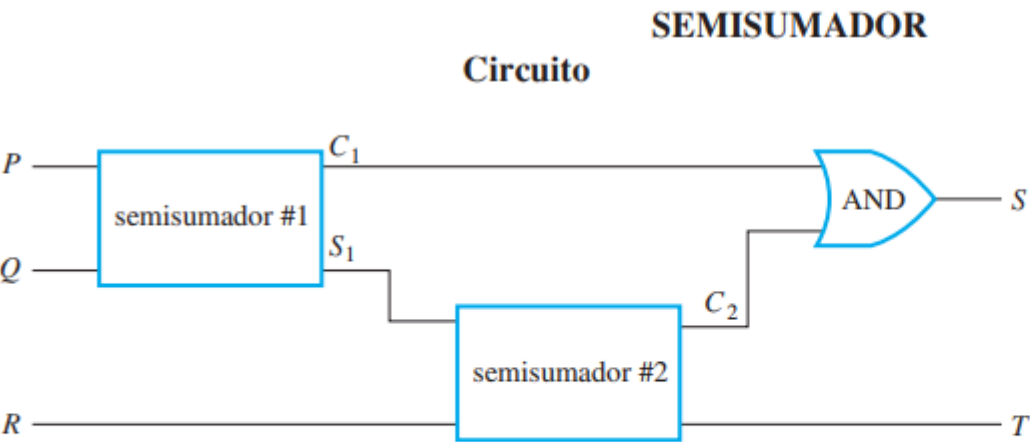 SEMISUMADOR
Circuito
P
C₁
AND
S
semisumador #1
Q
S₁
C₂
semisumador #2
R
T